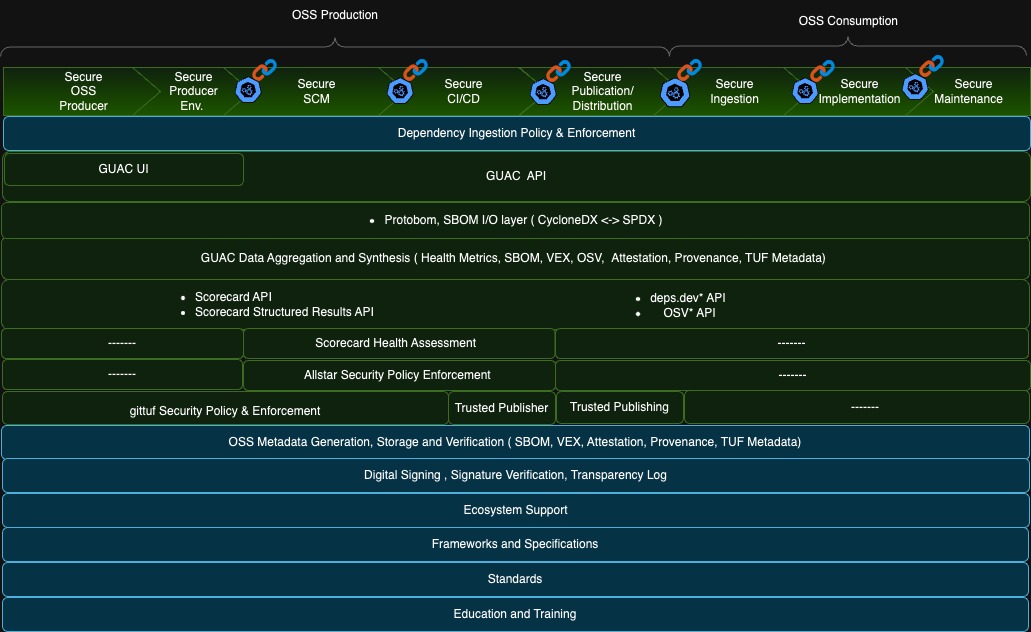 OSS Production
OSS Consumption
Secure
OSS
Producer
Secure
Producer
Env.
Secure
SCM
Secure
CI/CD
Secure
Publication/
Distribution
Secure
Ingestion
Secure
Implementation
Secure
Maintenance
Dependency Ingestion Policy & Enforcement
GUAC UI
GUAC API
• Protobom, SBOM I/O layer ( CycloneDX <-> SPDX )
GUAC Data Aggregation and Synthesis ( Health Metrics, SBOM, VEX, OSV, Attestation, Provenance, TUF Metadata)
• Scorecard API
• Scorecard Structured Results API
• deps.dev* API
• OSV* API
-------
Scorecard Health Assessment
-------
-------
Allstar Security Policy Enforcement
-------
gittuf Security Policy & Enforcement
Trusted Publisher
Trusted Publishing
-------
OSS Metadata Generation, Storage and Verification ( SBOM, VEX, Attestation, Provenance, TUF Metadata)
Digital Signing , Signature Verification, Transparency Log
Ecosystem Support
Frameworks and Specifications
Standards
Education and Training